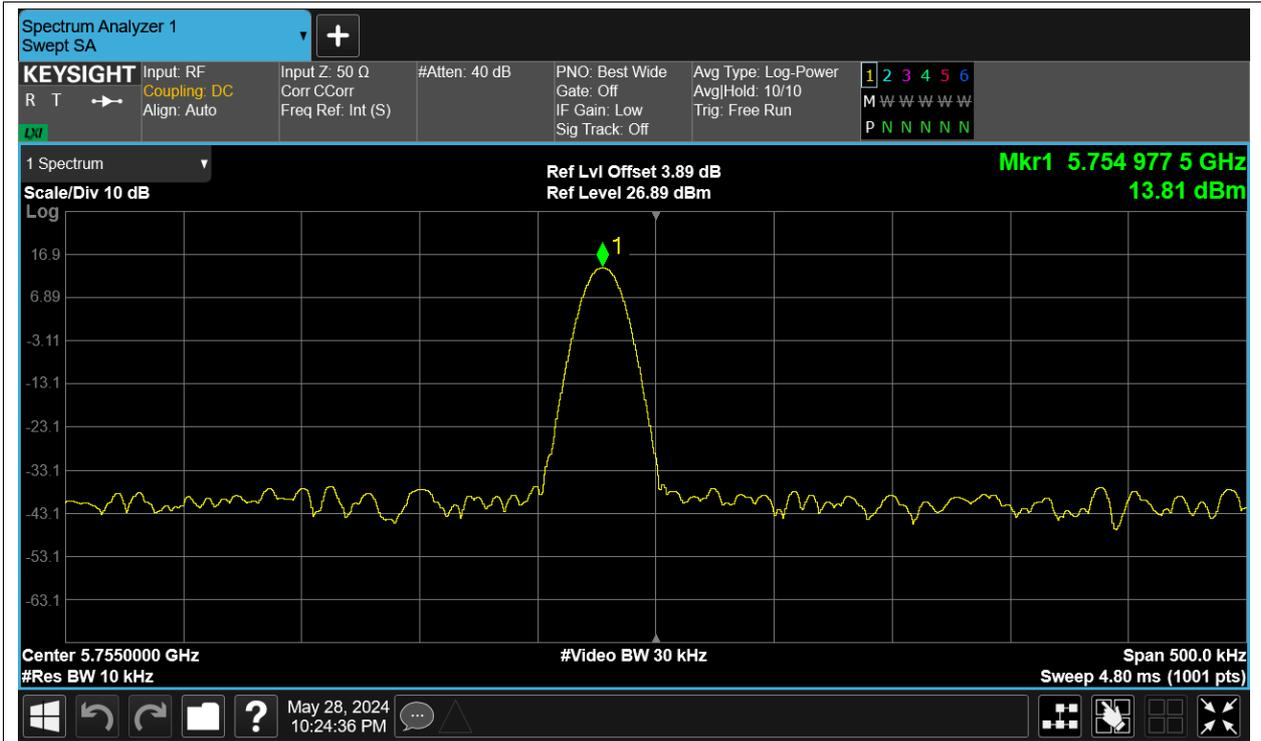 Spectrum Analyzer 1
Swept SA
+
KEYSIGHT
R T
LXI
Input: RF
Coupling: DC
Align: Auto
Input Z: 50 Ω
Corr CCorr
Freq Ref: Int (S)
#Atten: 40 dB
PNO: Best Wide
Gate: Off
IF Gain: Low
Sig Track: Off
Avg Type: Log-Power
Avg|Hold: 10/10
Trig: Free Run
1 2 3 4 5 6
M W W W W W
P N N N N N
1 Spectrum
Scale/Div 10 dB
Log
Ref Lvl Offset 3.89 dB
Ref Level 26.89 dBm
Mkr1 5.754 977 5 GHz
13.81 dBm
1
16.9
6.89
-3.11
-13.1
-23.1
-33.1
-43.1
-53.1
-63.1
Center 5.7550000 GHz
#Video BW 30 kHz
Span 500.0 kHz
#Res BW 10 kHz
Sweep 4.80 ms (1001 pts)
?
May 28, 2024
10:24:36 PM